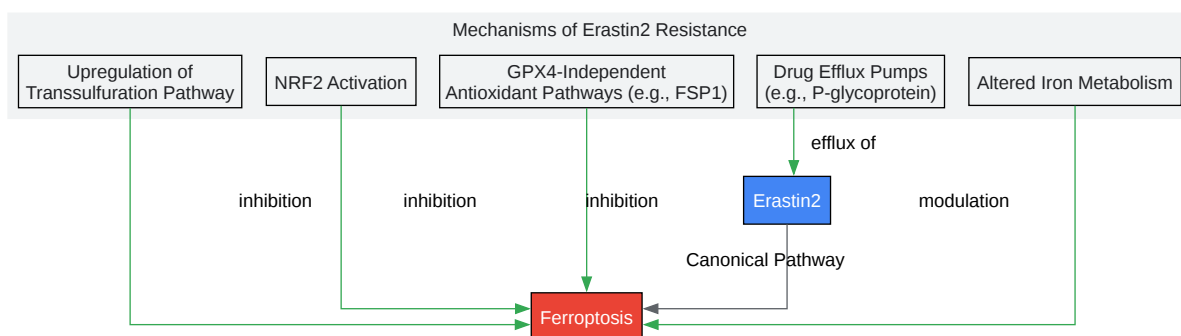 Mechanisms of Erastin2 Resistance
Upregulation of
Transsulfuration Pathway
NRF2 Activation
GPX4-Independent
Antioxidant Pathways (e.g., FSP1)
Drug Efflux Pumps
(e.g., P-glycoprotein)
Altered Iron Metabolism
efflux of
inhibition
inhibition
inhibition
Erastin2
modulation
Canonical Pathway
Ferroptosis